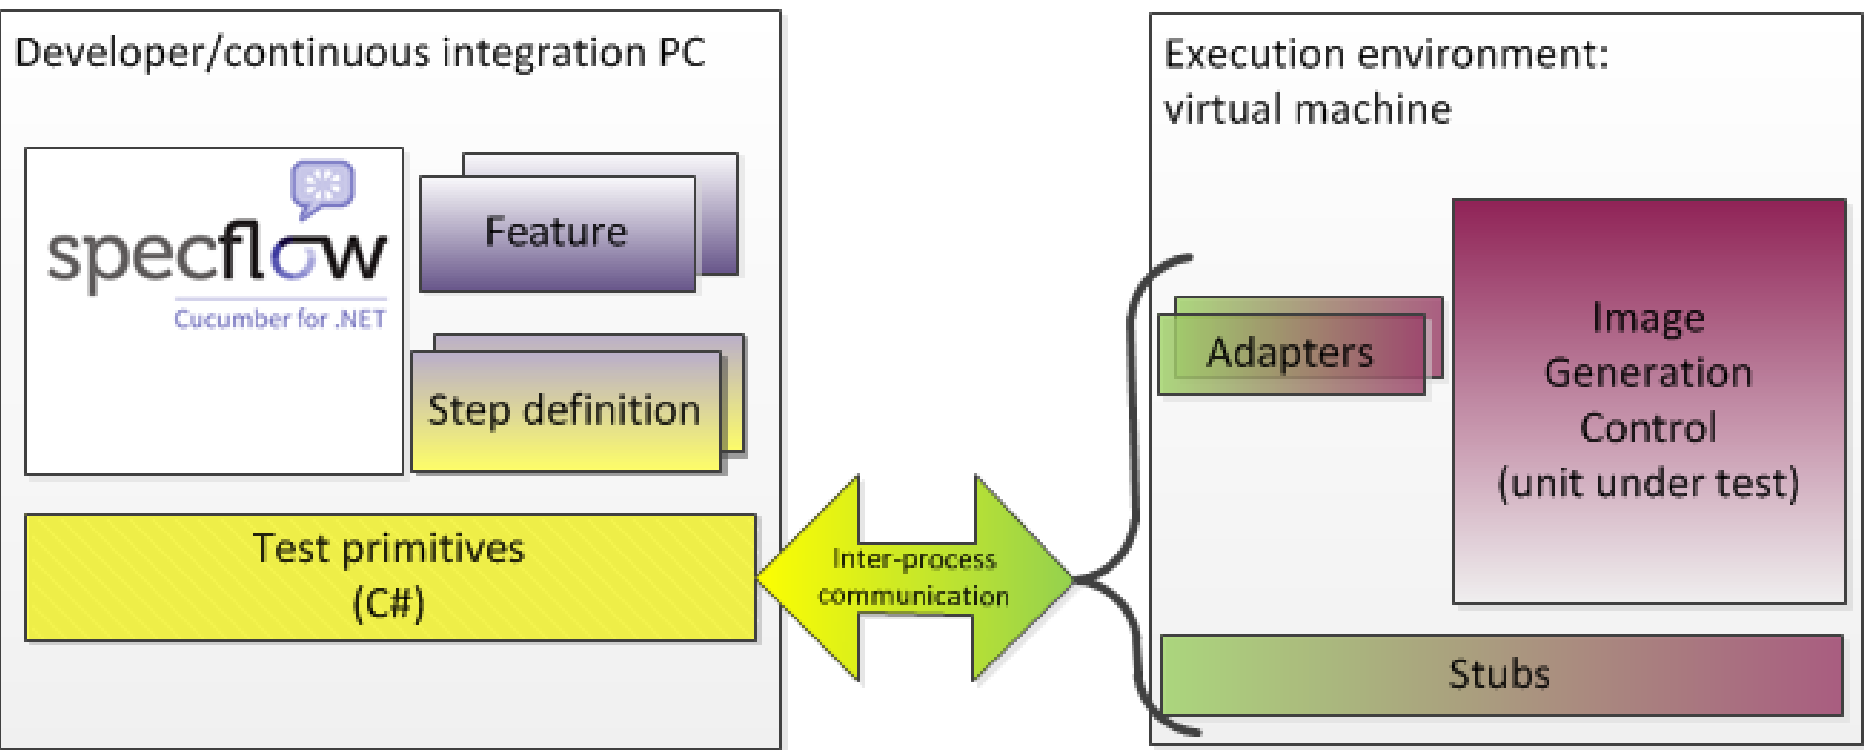 Developer/continuous integration PC
specflow
Cucumber for .NET
Feature
Step definition
Test primitives
(C#)
Inter-process
communication
Execution environment:
virtual machine
Adapters
Image
Generation
Control
(unit under test)
Stubs